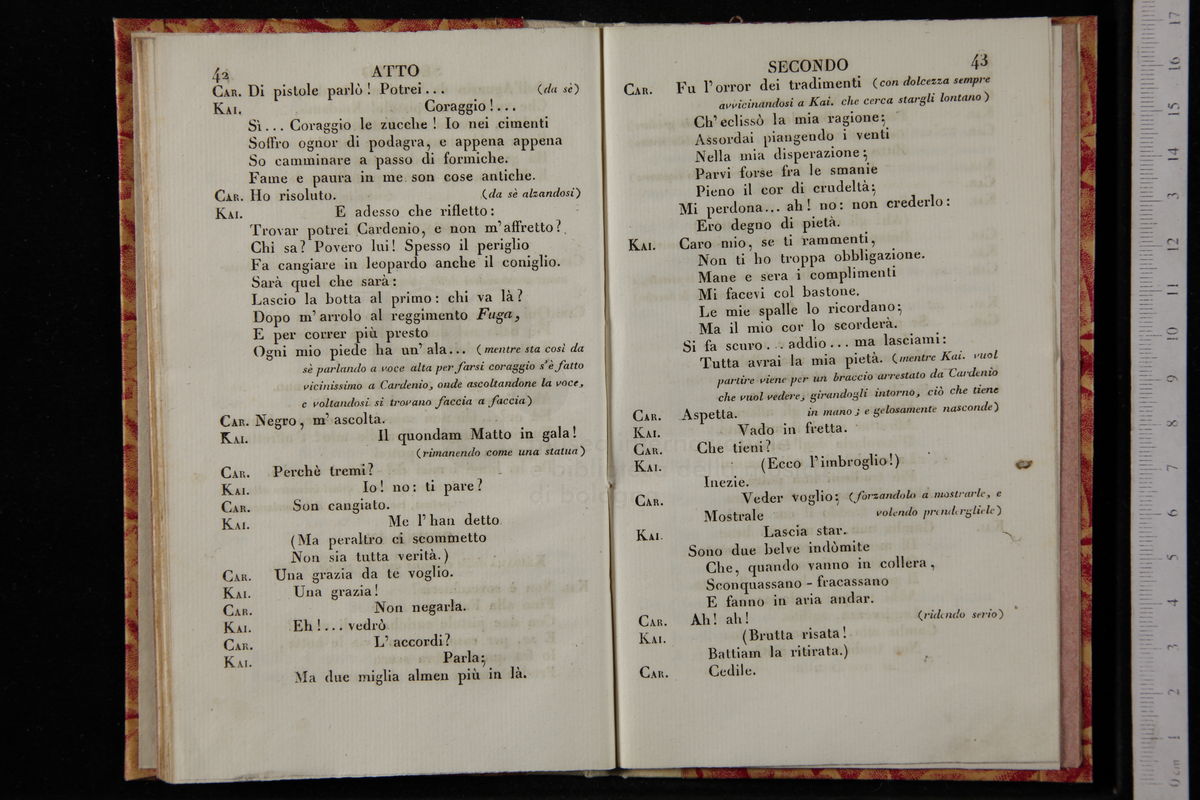 42 ATTO
CAR. Di pistole parlò! Potrei... (da sè)
KAI. Coraggio!...
Sì... Coraggio le zucche! Io nei cimenti
Soffro ognor di podagra, e appena appena
So camminare a passo di formiche.
Fame e paura in me son cose antiche.
CAR. Ho risoluto. (da sè alzandosi)
KAI. E adesso che rifletto:
Trovar potrei Cardenio, e non m'affretto?
Chi sa? Povero lui! Spesso il periglio
Fa cangiare in leopardo anche il coniglio.
Sarà quel che sarà:
Lascio la botta al primo: chi va là?
Dopo m'arrolo al reggimento Fuga,
E per correr più presto
Ogni mio piede ha un'ala... (mentre sta così da
sè parlando a voce alta per farsi coraggio s'è fatto
vicinissimo a Cardenio, onde ascoltandone la voce,
e voltandosi si trovano faccia a faccia)
CAR. Negro, m'ascolta.
KAI. Il quondam Matto in gala!
(rimanendo come una statua)
CAR. Perchè tremi?
KAI. Io! no: ti pare?
CAR. Son cangiato.
KAI. Me l'han detto
(Ma peraltro ci scommetto
Non sia tutta verità.)
CAR. Una grazia da te voglio.
KAI. Una grazia!
CAR. Non negarla.
KAI. Eh!... vedrò
CAR. L'accordi?
KAI. Parla;
Ma due miglia almen più in là.
SECONDO 43
CAR. Fu l'orror dei tradimenti (con dolcezza sempre
avvicinandosi a Kai. che cerca stargli lontano)
Ch'eclissò la mia ragione;
Assordai piangendo i venti
Nella mia disperazione;
Parvi forse fra le smanie
Pieno il cor di crudeltà;
Mi perdona... ah! no: non crederlo:
Ero degno di pietà.
KAI. Caro mio, se ti rammenti,
Non ti ho troppa obbligazione.
Mane e sera i complimenti
Mi facevi col bastone.
Le mie spalle lo ricordano;
Ma il mio cor lo scorderà.
Si fa scuro... addio... ma lasciami:
Tutta avrai la mia pietà. (mentre Kai. vuol
partire viene per un braccio arrestato da Cardenio
che vuol vedere, girandogli intorno, ciò che tiene
CAR. Aspetta. in mano; e gelosamente nasconde)
KAI. Vado in fretta.
CAR. Che tieni?
KAI. (Ecco l'imbroglio!)
Inezie.
CAR. Veder voglio; (forzandolo a mostrarle, e
Mostrale volendo prendergliele)
KAI. Lascia star.
Sono due belve indòmite
Che, quando vanno in collera,
Sconquassano - fracassano
E fanno in aria andar.
CAR. Ah! ah! (ridendo serio)
KAI. (Brutta risata!
Battiam la ritirata.)
CAR. Cedile.